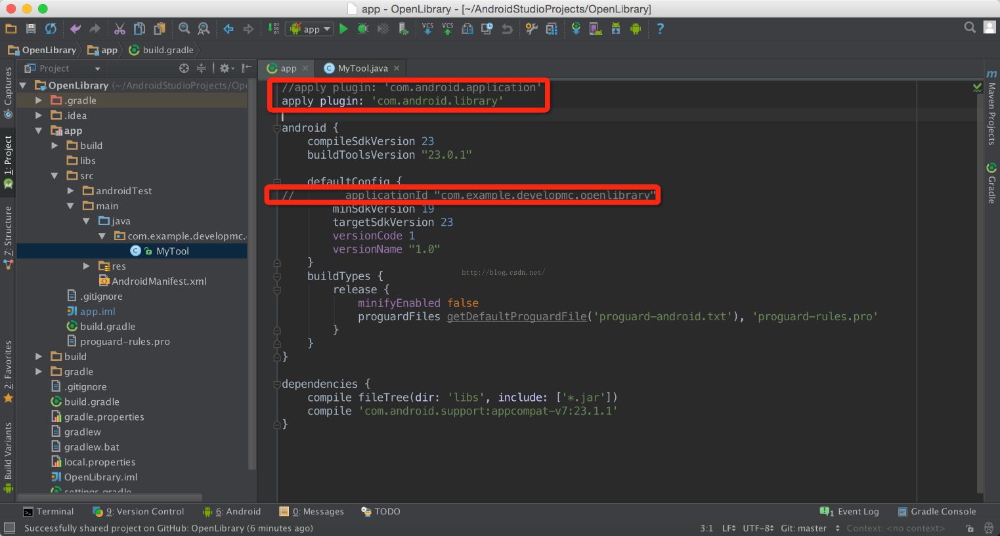 app - OpenLibrary - [~/AndroidStudioProjects/OpenLibrary]
app
VCS VCS
OpenLibrary app build.gradle
Project
app
MyTool.java
OpenLibrary (~/AndroidStudioProjects/Ope
.gradle
.idea
app
build
libs
src
androidTest
main
java
com.example.developmc.
MyTool
res
AndroidManifest.xml
.gitignore
app.iml
build.gradle
proguard-rules.pro
build
gradle
.gitignore
build.gradle
gradle.properties
gradlew
gradlew.bat
local.properties
OpenLibrary.iml
settings.gradle
Captures
1: Project
Z: Structure
2: Favorites
Build Variants
//apply plugin: 'com.android.application'
apply plugin: 'com.android.library'
android {
compileSdkVersion 23
buildToolsVersion "23.0.1"
defaultConfig {
// applicationId "com.example.developmc.openlibrary"
minSdkVersion 19
targetSdkVersion 23
versionCode 1
versionName "1.0"
}
http://blog.csdn.net/
buildTypes {
release {
minifyEnabled false
proguardFiles getDefaultProguardFile('proguard-android.txt'), 'proguard-rules.pro'
}
}
}
dependencies {
compile fileTree(dir: 'libs', include: ['*.jar'])
compile 'com.android.support:appcompat-v7:23.1.1'
}
m
Maven Projects
Gradle
Terminal 9: Version Control 6: Android 0: Messages TODO 1 Event Log Gradle Console
Successfully shared project on GitHub: OpenLibrary (6 minutes ago) 3:1 LF UTF-8 Git: master Context: <no context>